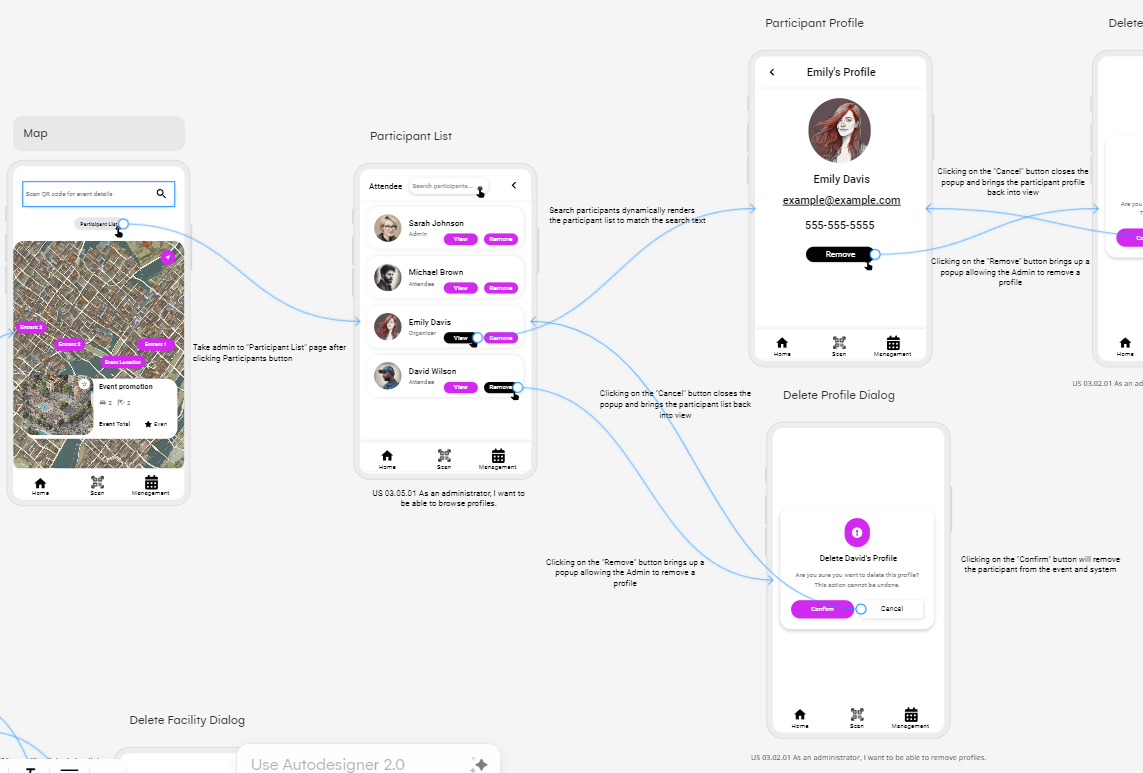 Participant Profile
Delete
Map
Participant List
Scan QR code for event details
Participant List
Entrant 3
Entrant 2
Entrant 1
Event Location
Event promotion
2
2
Event Total
Even
Home
Scan
Management
Take admin to "Participant List" page after
clicking Participants button
Attendee
Search participants...
Sarah Johnson
Admin
View
Remove
Michael Brown
Attendee
View
Remove
Emily Davis
Organizer
View
Remove
David Wilson
Attendee
View
Remove
Home
Scan
Management
US 03.05.01 As an administrator, I want to
be able to browse profiles.
Search participants dynamically renders
the participant list to match the search text
Emily's Profile
Emily Davis
example@example.com
555-555-5555
Remove
Home
Scan
Management
Clicking on the "Cancel" button closes the
popup and brings the participant profile
back into view
Clicking on the "Remove" button brings up a
popup allowing the Admin to remove a
profile
Are you
T
Co
Home
US 03.02.01 As an ad
Clicking on the "Cancel" button closes the
popup and brings the participant list back
into view
Clicking on the "Remove" button brings up a
popup allowing the Admin to remove a
profile
Delete Profile Dialog
Delete David's Profile
Are you sure you want to delete this profile?
This action cannot be undone.
Confirm
Cancel
Home
Scan
Management
Clicking on the "Confirm" button will remove
the participant from the event and system
US 03.02.01 As an administrator, I want to be able to remove profiles.
Delete Facility Dialog
Use Autodesigner 2.0